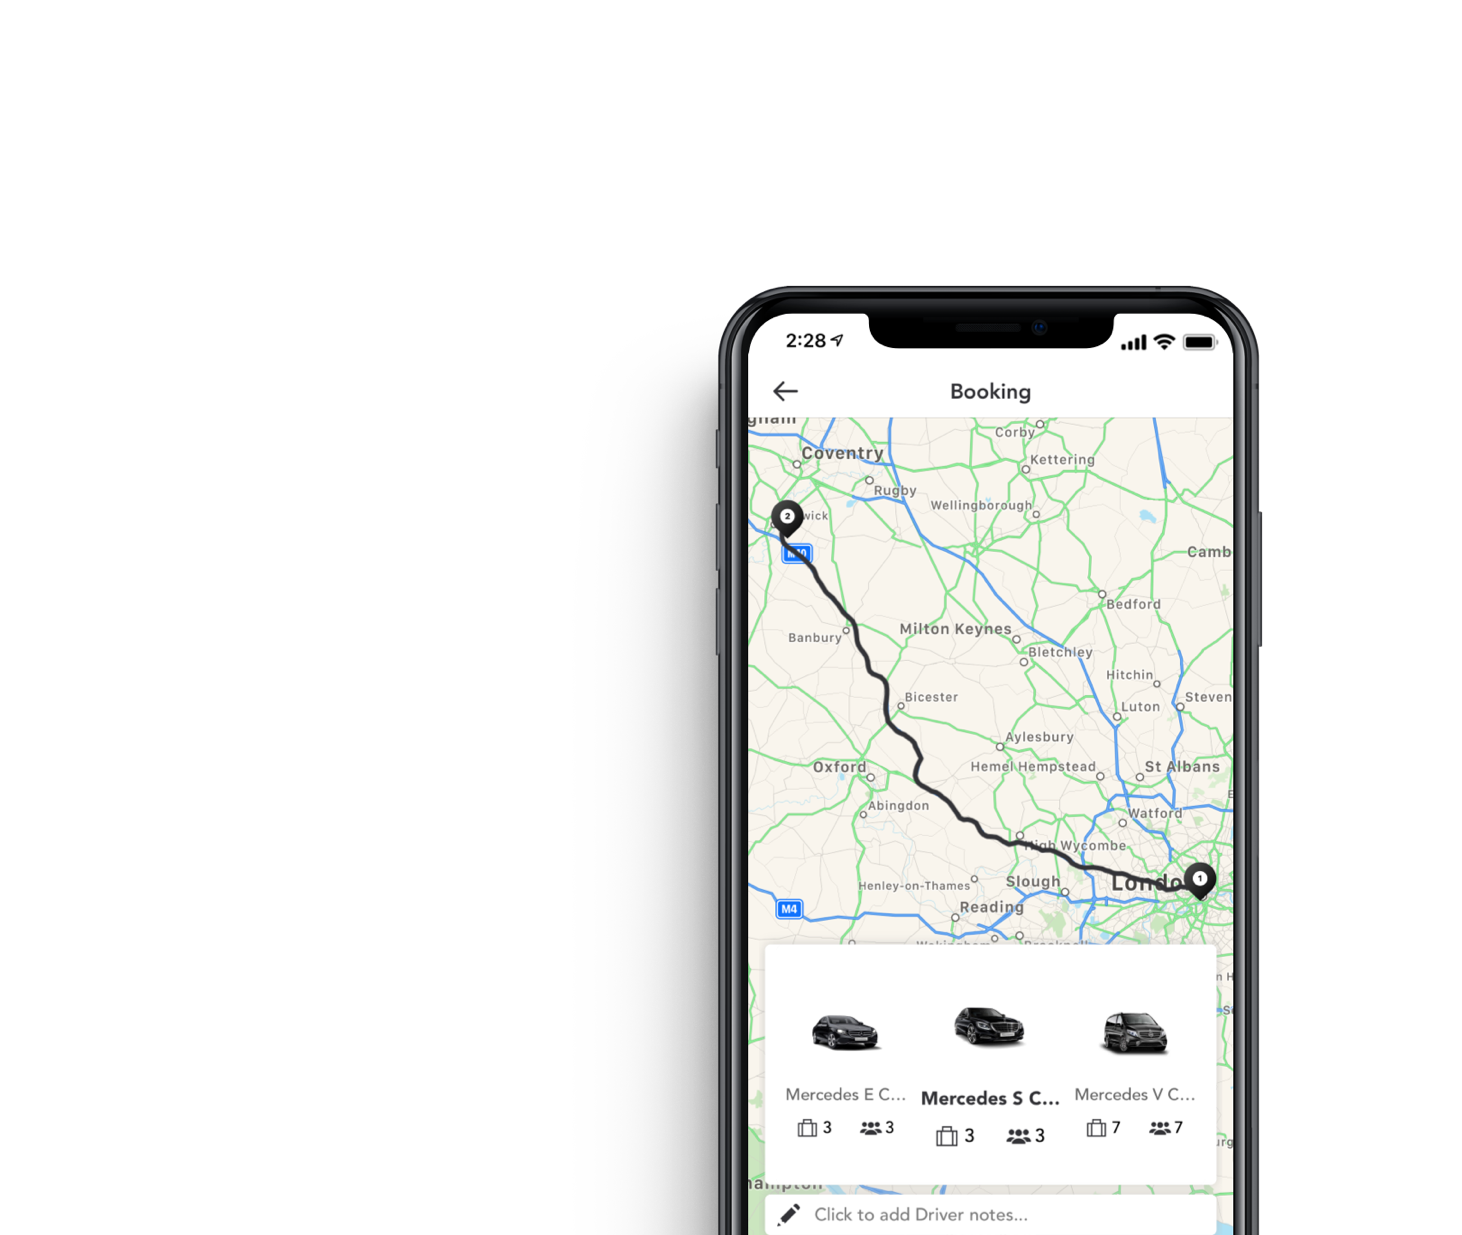 2:28
Booking
Corby
Coventry
Kettering
Rugby
Wellingborough
wick
2
Camb
Bedford
Milton Keynes
Banbury
Bletchley
Hitchin
Bicester
Steven
Luton
Aylesbury
Oxford
Hemel Hempstead
St Albans
Abingdon
Watford
High Wycombe
Slough
Londo
1
Henley-on-Thames
M4
Reading
Mercedes E C...
Mercedes S C...
Mercedes V C...
3 3
3 3
7 7
Click to add Driver notes...